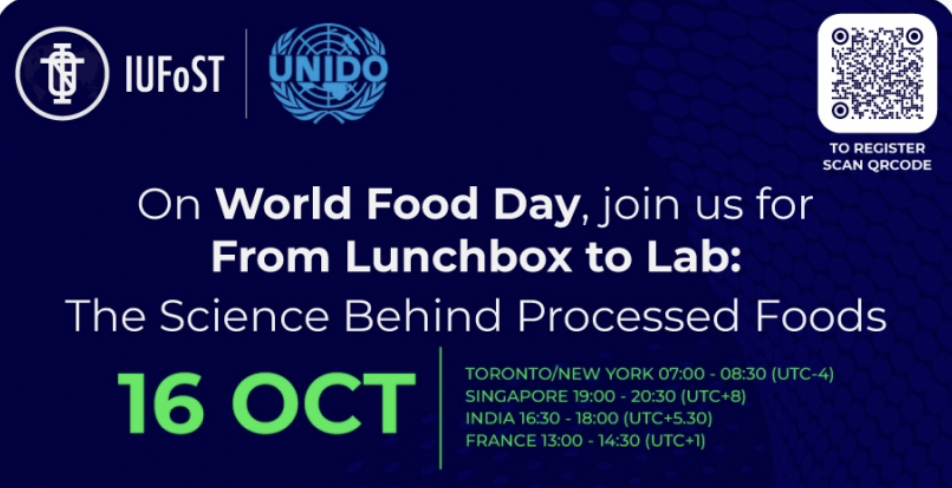 IUFoST
UNIDO
TO REGISTER
SCAN QRCODE
On World Food Day, join us for
From Lunchbox to Lab:
The Science Behind Processed Foods
16 OCT
TORONTO/NEW YORK 07:00 - 08:30 (UTC-4)
SINGAPORE 19:00 - 20:30 (UTC+8)
INDIA 16:30 - 18:00 (UTC+5.30)
FRANCE 13:00 - 14:30 (UTC+1)